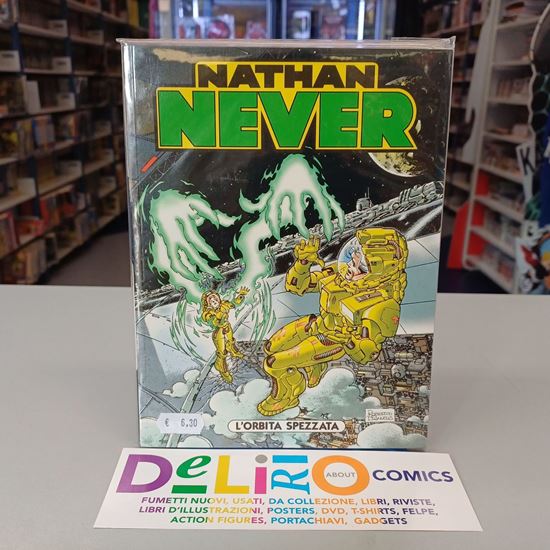 NATHAN
NEVER
L'ORBITA SPEZZATA
€ 6,30
DeLiRiO
ABOUT
COMICS
FUMETTI NUOVI, USATI, DA COLLEZIONE, LIBRI, RIVISTE,
LIBRI D'ILLUSTRAZIONI, POSTERS, DVD, T-SHIRTS, FELPE,
ACTION FIGURES, PORTACHIAVI, GADGETS